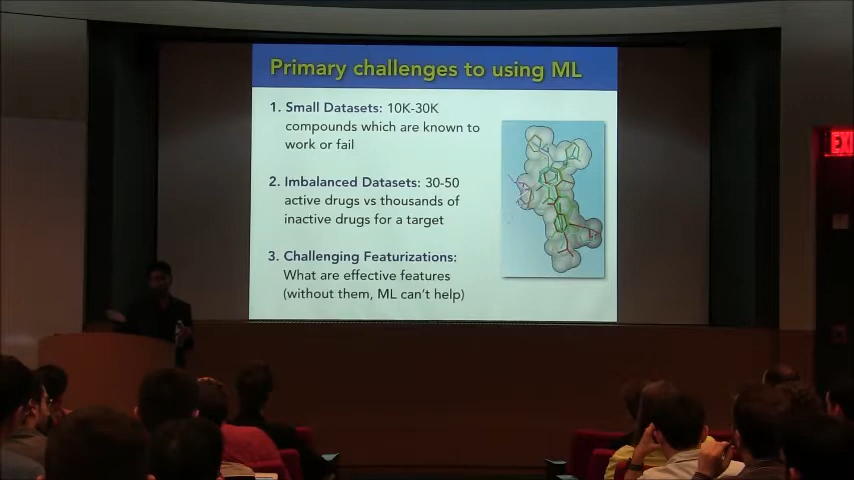 Primary challenges to using ML
1. Small Datasets: 10K-30K
compounds which are known to
work or fail
2. Imbalanced Datasets: 30-50
active drugs vs thousands of
inactive drugs for a target
3. Challenging Featurizations:
What are effective features
(without them, ML can't help)
EXI